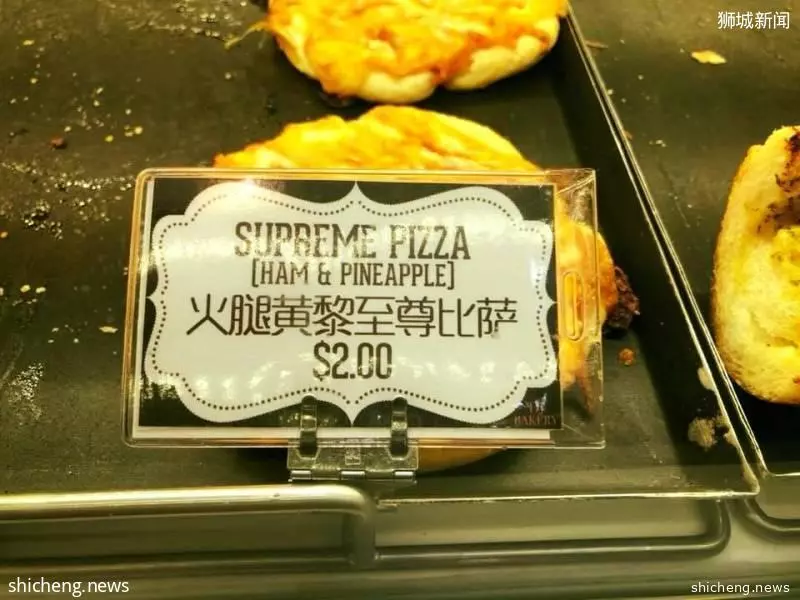 狮城新闻
SUPREME PIZZA
[HAM & PINEAPPLE]
火腿黄黎至尊比萨
$2.00
BAKERY
shicheng.news
shicheng.news